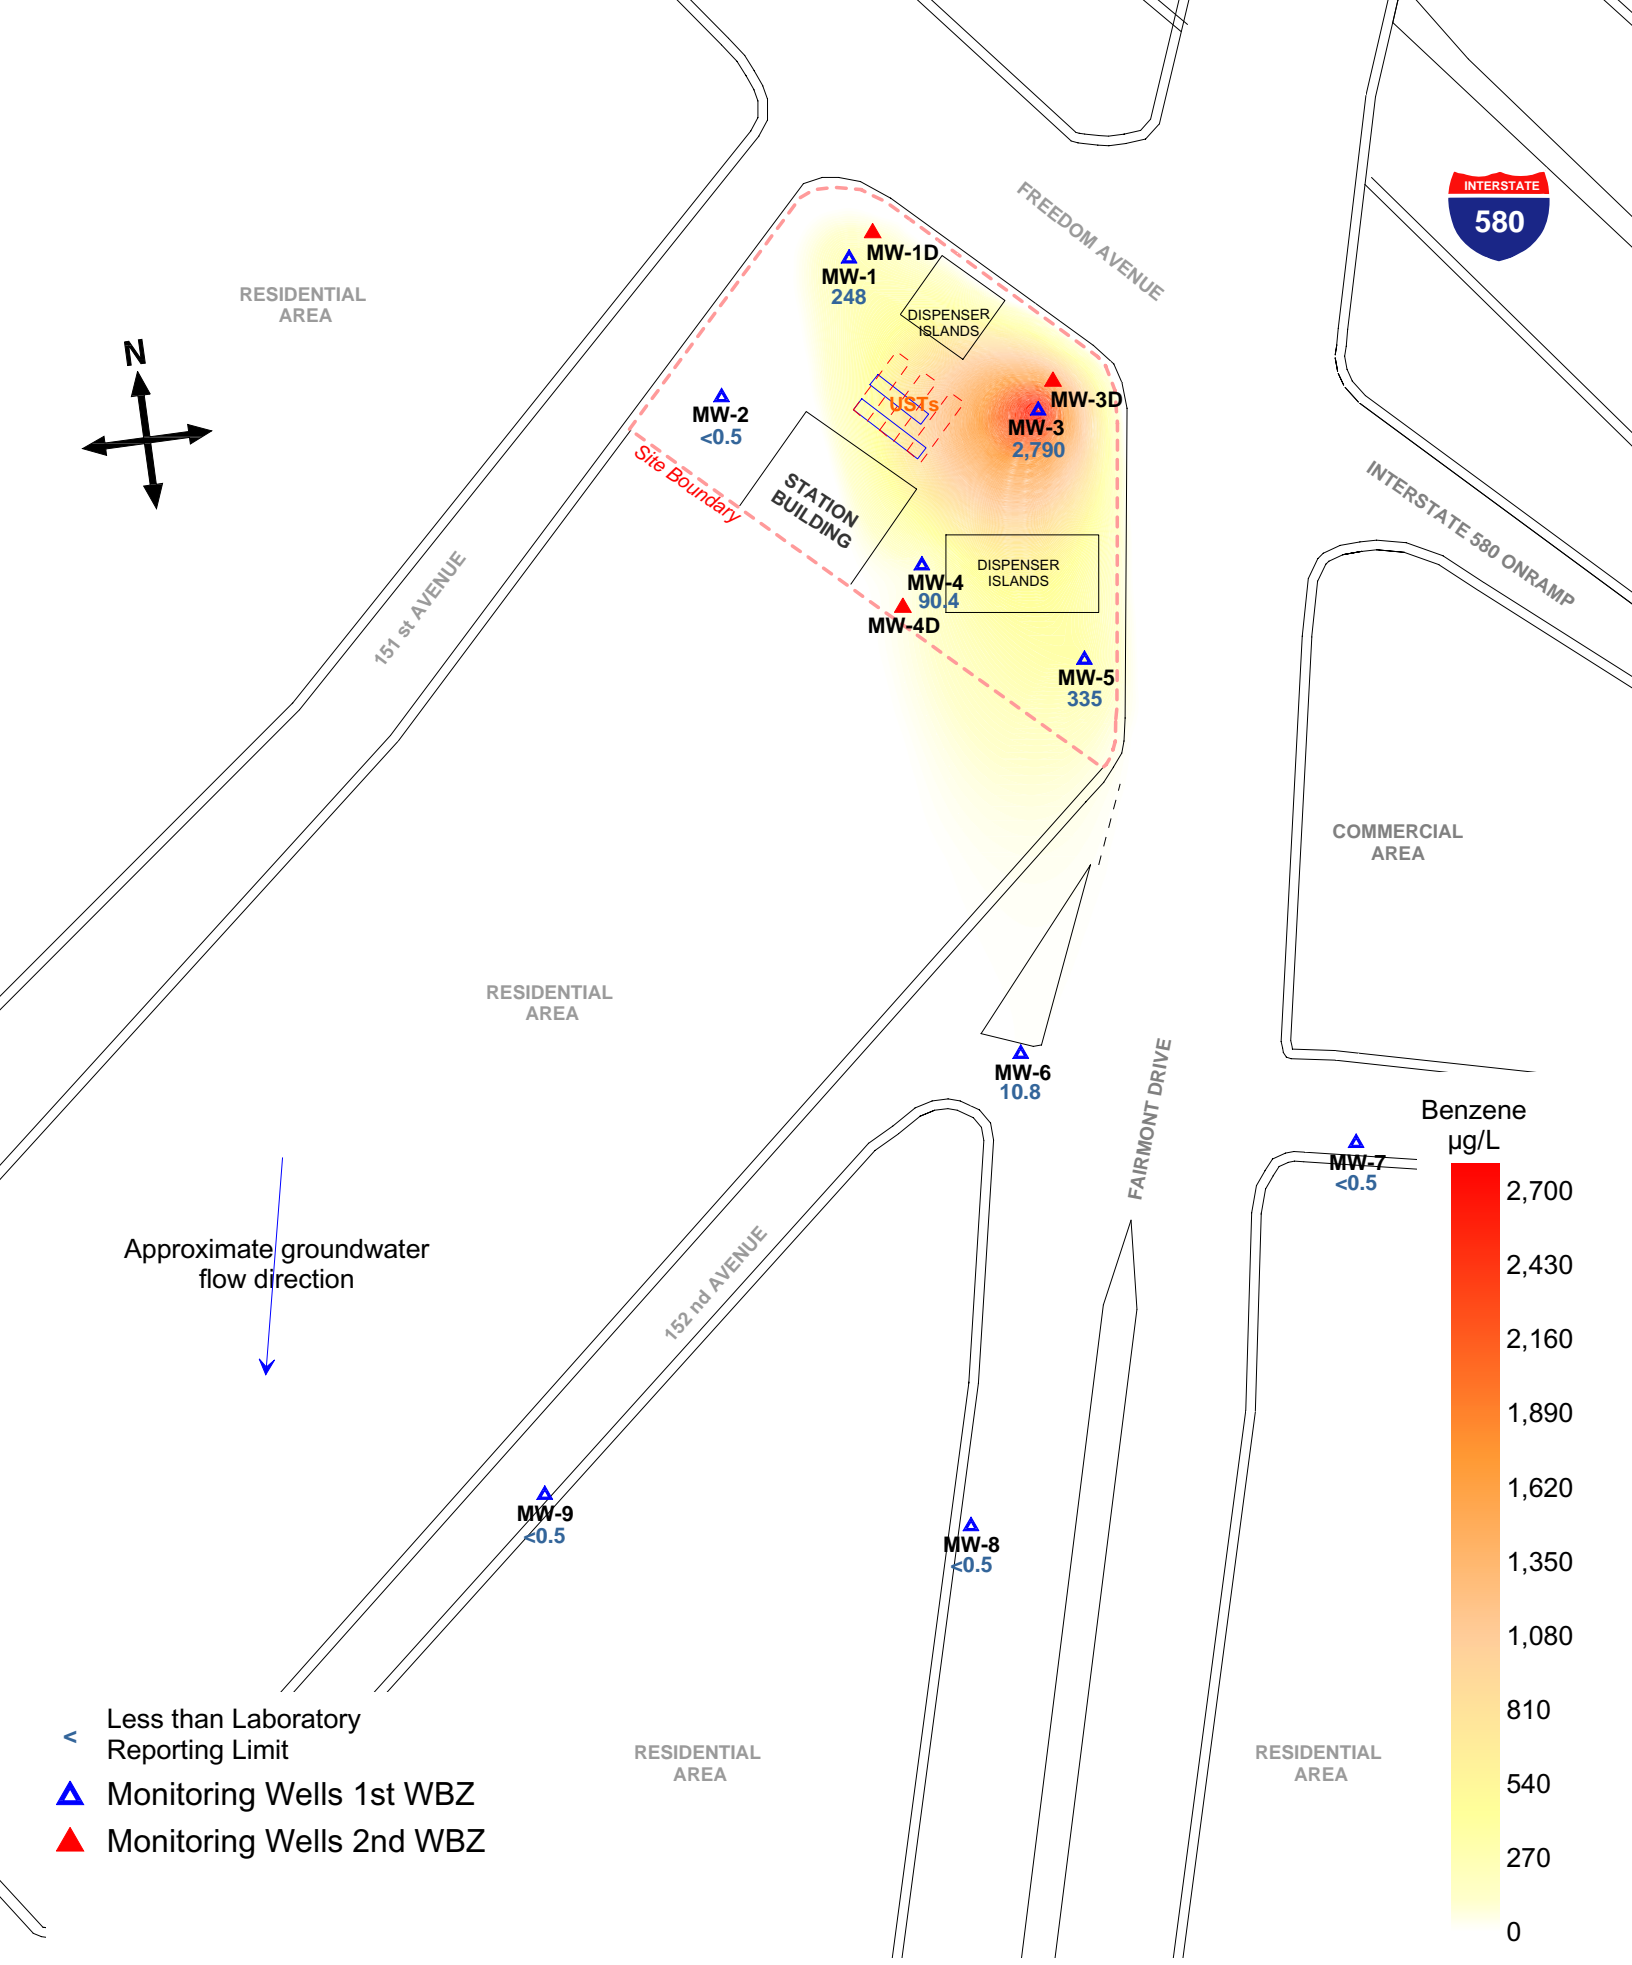 FREEDOM AVENUE
INTERSTATE
580
MW-1D
MW-1
248
RESIDENTIAL
AREA
DISPENSER
ISLANDS
N
MW-2
<0.5
USTs
MW-3D
MW-3
2,790
Site Boundary
STATION
BUILDING
INTERSTATE 580 ONRAMP
151 st AVENUE
MW-4
90.4
MW-4D
DISPENSER
ISLANDS
MW-5
335
COMMERCIAL
AREA
RESIDENTIAL
AREA
MW-6
10.8
FAIRMONT DRIVE
MW-7
<0.5
Approximate groundwater
flow direction
152 nd AVENUE
MW-9
<0.5
MW-8
<0.5
Benzene
µg/L
2,700
2,430
2,160
1,890
1,620
1,350
1,080
810
540
270
0
RESIDENTIAL
AREA
RESIDENTIAL
AREA
< Less than Laboratory
Reporting Limit
Monitoring Wells 1st WBZ
Monitoring Wells 2nd WBZ